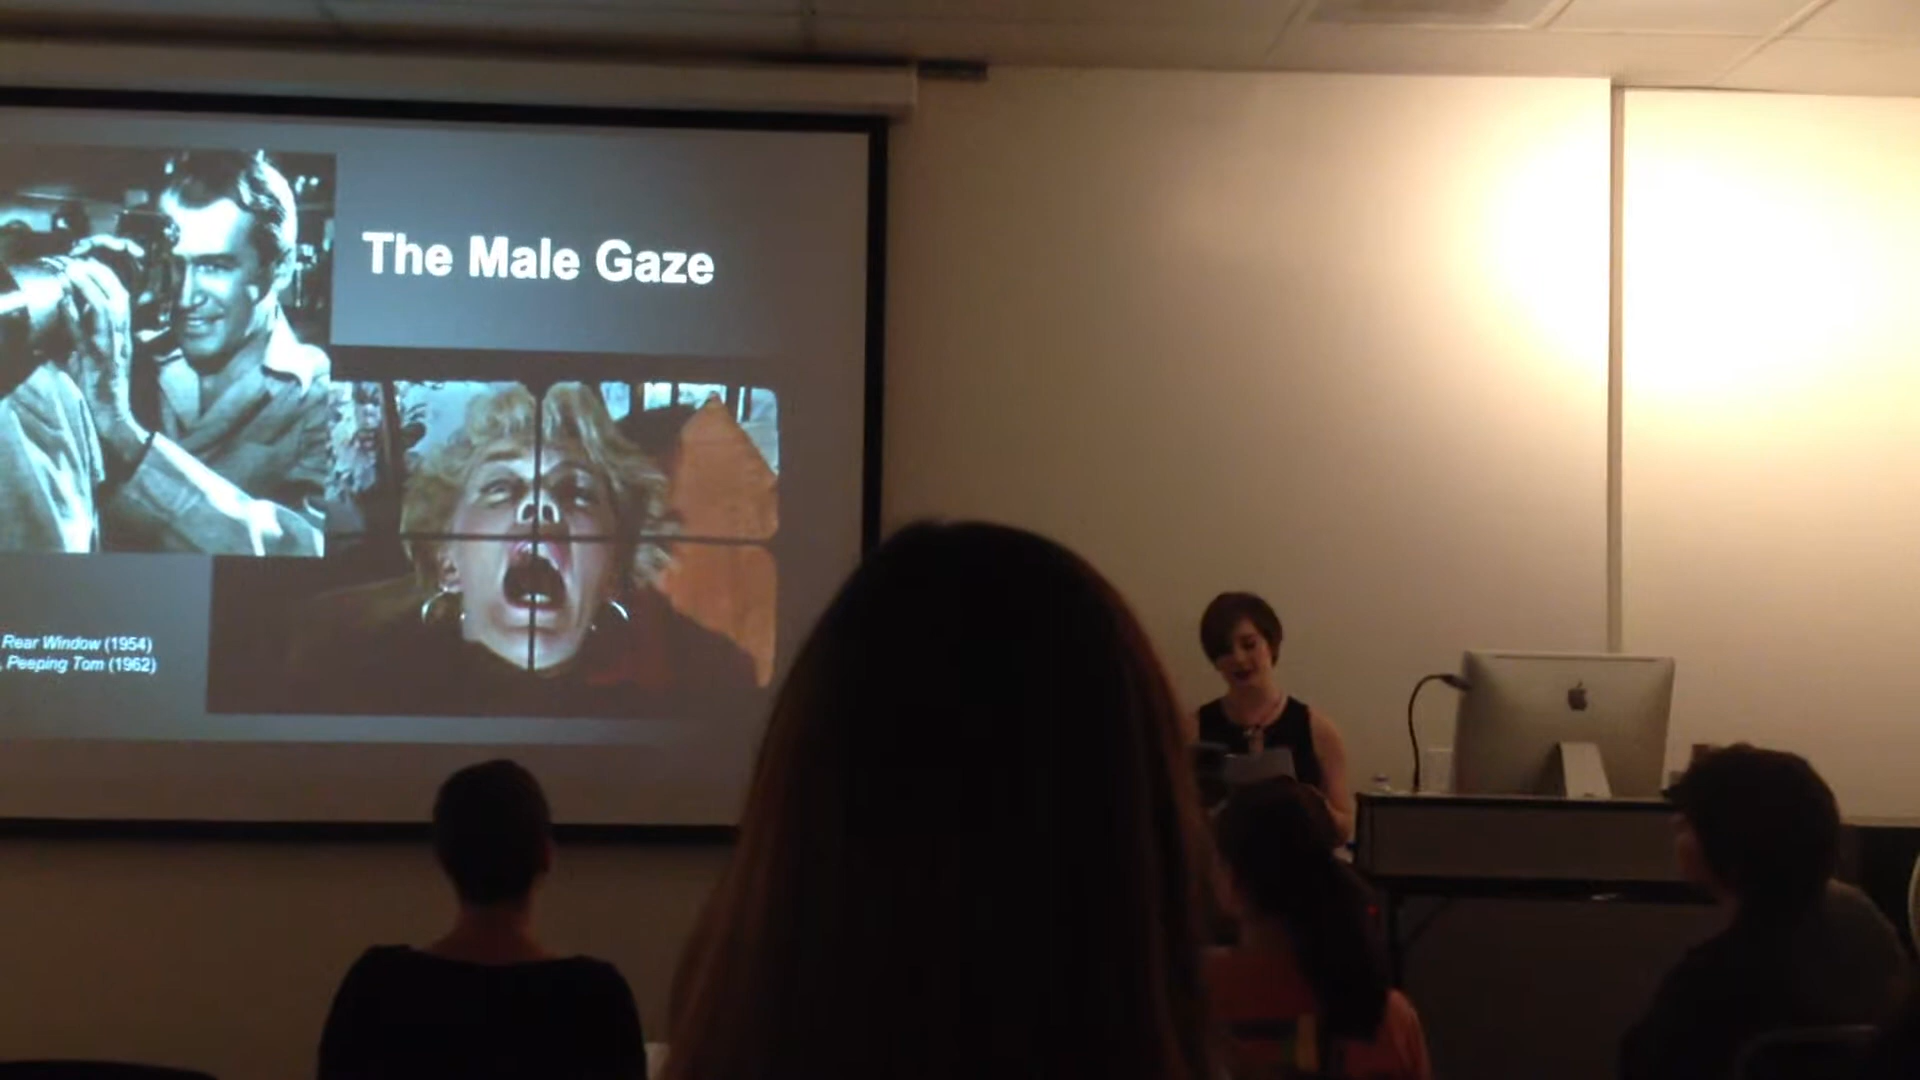 The Male Gaze
Rear Window (1954)
, Peeping Tom (1962)